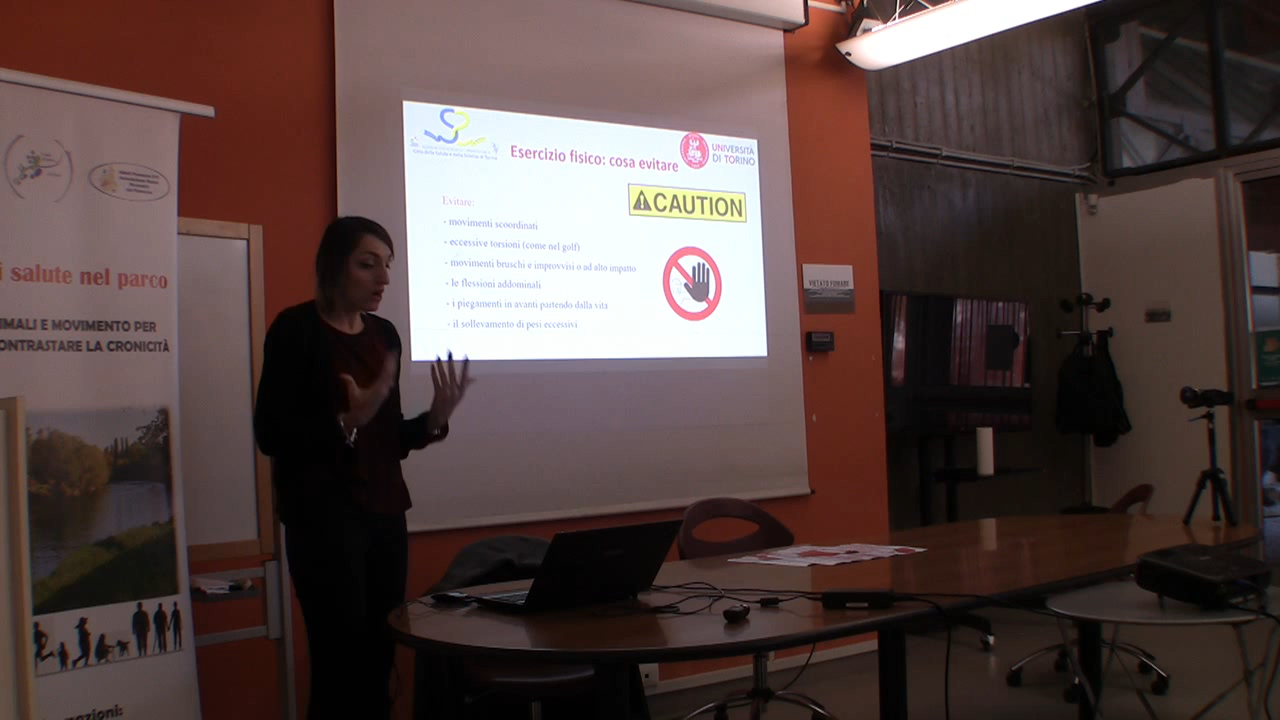 i salute nel parco
IMALI E MOVIMENTO PER
ONTRASTARE LA CRONICITÀ
azioni:
Esercizio fisico: cosa evitare
UNIVERSITÀ
DI TORINO
CAUTION
Evitare:
- movimenti scoordinati
- eccessive torsioni (come nel golf)
- movimenti bruschi e improvvisi o ad alto impatto
- le flessioni addominali
- i piegamenti in avanti partendo dalla vita
- il sollevamento di pesi eccessivi
VIETATO FUMARE